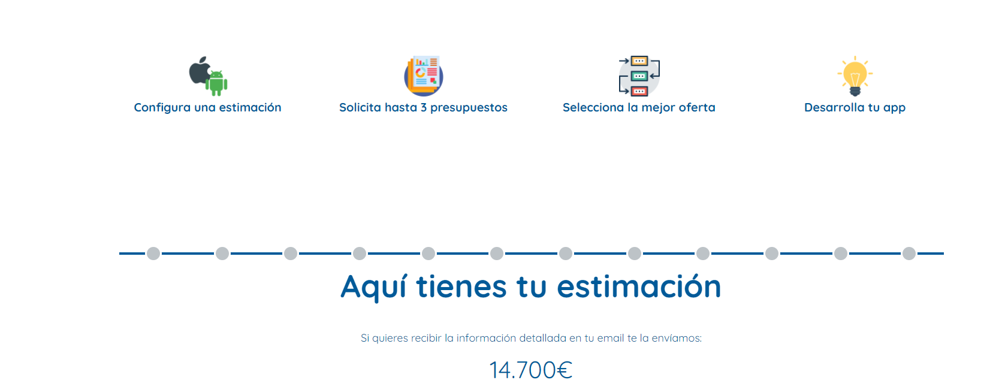 Configura una estimación
Solicita hasta 3 presupuestos
Selecciona la mejor oferta
Desarrolla tu app
Aquí tienes tu estimación
Si quieres recibir la información detallada en tu email te la envíamos:
14.700€